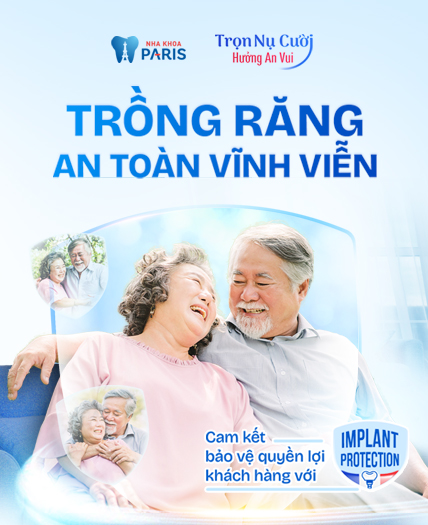 NHA KHOA
PARIS
Trọn Nụ Cười
Hưởng An Vui
TRỒNG RĂNG
AN TOÀN VĨNH VIỄN
Cam kết
bảo vệ quyền lợi
khách hàng với
IMPLANT
PROTECTION